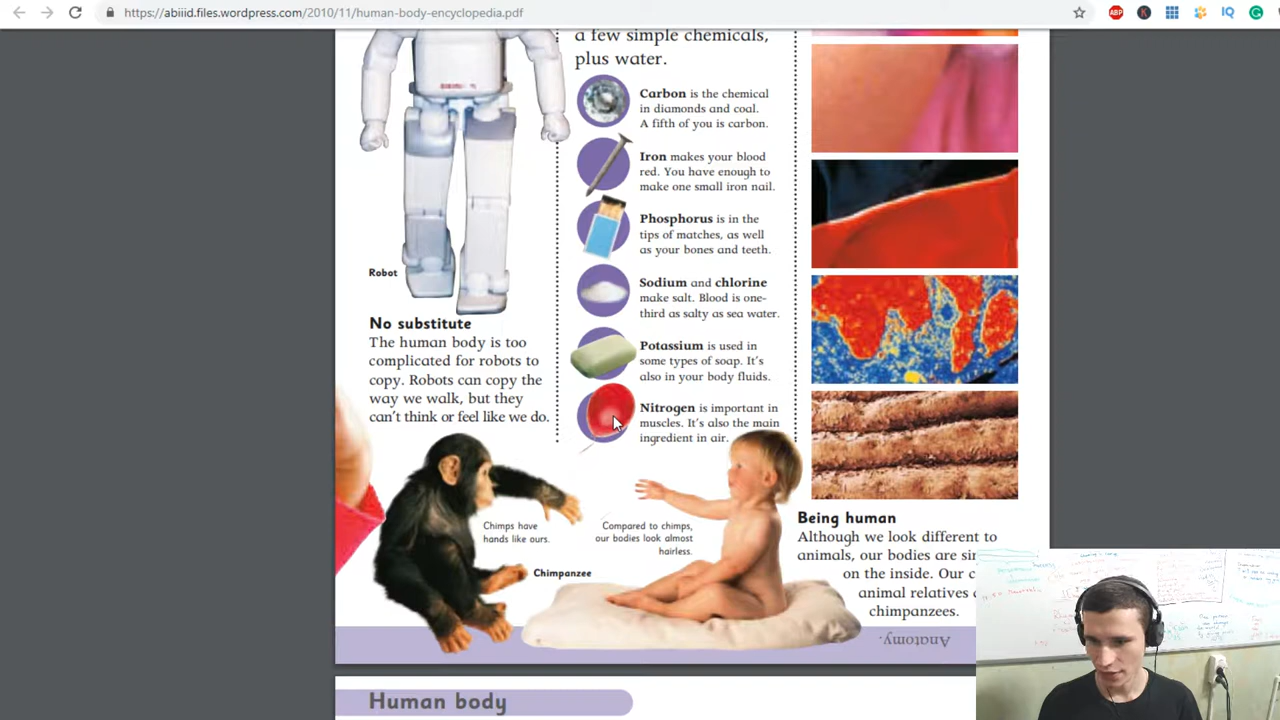 https://abiiid.files.wordpress.com/2010/11/human-body-encyclopedia.pdf
ABP
K
IQ
G
a few simple chemicals,
plus water.
Carbon is the chemical
in diamonds and coal.
A fifth of you is carbon.
Iron makes your blood
red. You have enough to
make one small iron nail.
Phosphorus is in the
tips of matches, as well
as your bones and teeth.
Sodium and chlorine
make salt. Blood is one-
third as salty as sea water.
Potassium is used in
some types of soap. It's
also in your body fluids.
Nitrogen is important in
muscles. It's also the main
ingredient in air.
Robot
No substitute
The human body is too
complicated for robots to
copy. Robots can copy the
way we walk, but they
can't think or feel like we do.
Chimps have
hands like ours.
Chimpanzee
Compared to chimps,
our bodies look almost
hairless.
Being human
Although we look different to
animals, our bodies are
on the inside. Our
animal relatives
chimpanzees.
Anatomy.
Human body